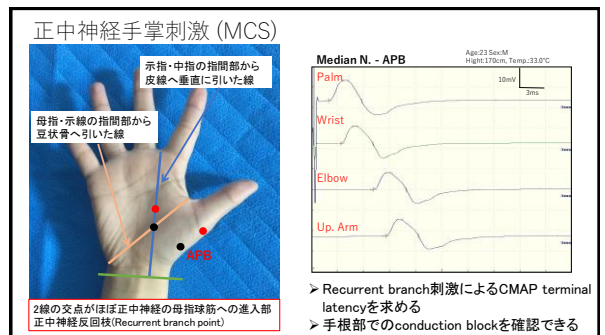 正中神経手掌刺激 (MCS)
示指・中指の指間部から
皮線へ垂直に引いた線
母指・示線の指間部から
豆状骨へ引いた線
APB
2線の交点がほぼ正中神経の母指球筋への進入部
正中神経反回枝(Recurrent branch point)
Median N. - APB
Age:23 Sex:M
Hight:170cm, Temp.:33.0℃
10mV
3ms
Palm
Wrist
Elbow
Up. Arm
➤ Recurrent branch刺激によるCMAP terminal
latencyを求める
➤ 手根部でのconduction blockを確認できる